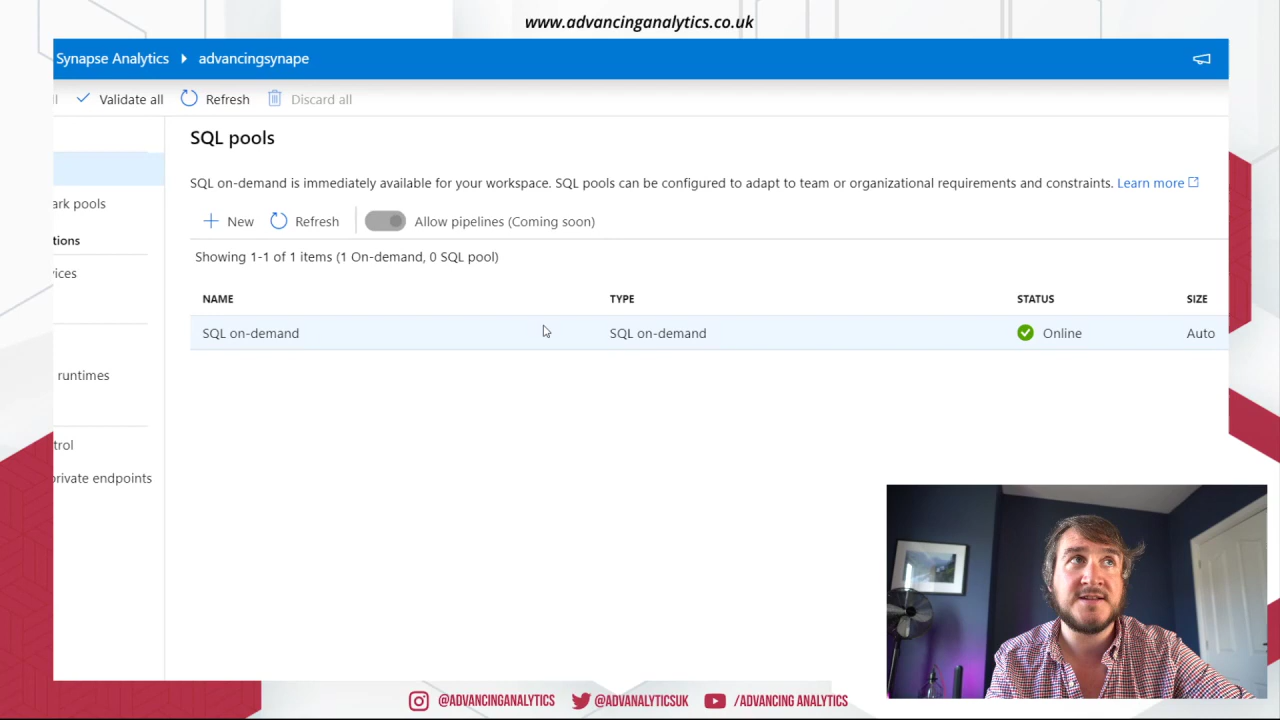 www.advancinganalytics.co.uk
Synapse Analytics advancingsynape
Validate all Refresh Discard all
SQL pools
SQL on-demand is immediately available for your workspace. SQL pools can be configured to adapt to team or organizational requirements and constraints. Learn more
ark pools
New Refresh Allow pipelines (Coming soon)
tions
Showing 1-1 of 1 items (1 On-demand, 0 SQL pool)
vices
NAME TYPE STATUS SIZE
SQL on-demand SQL on-demand Online Auto
runtimes
trol
private endpoints
@ADVANCINGANALYTICS @ADVANALYTICSUK /ADVANCING ANALYTICS